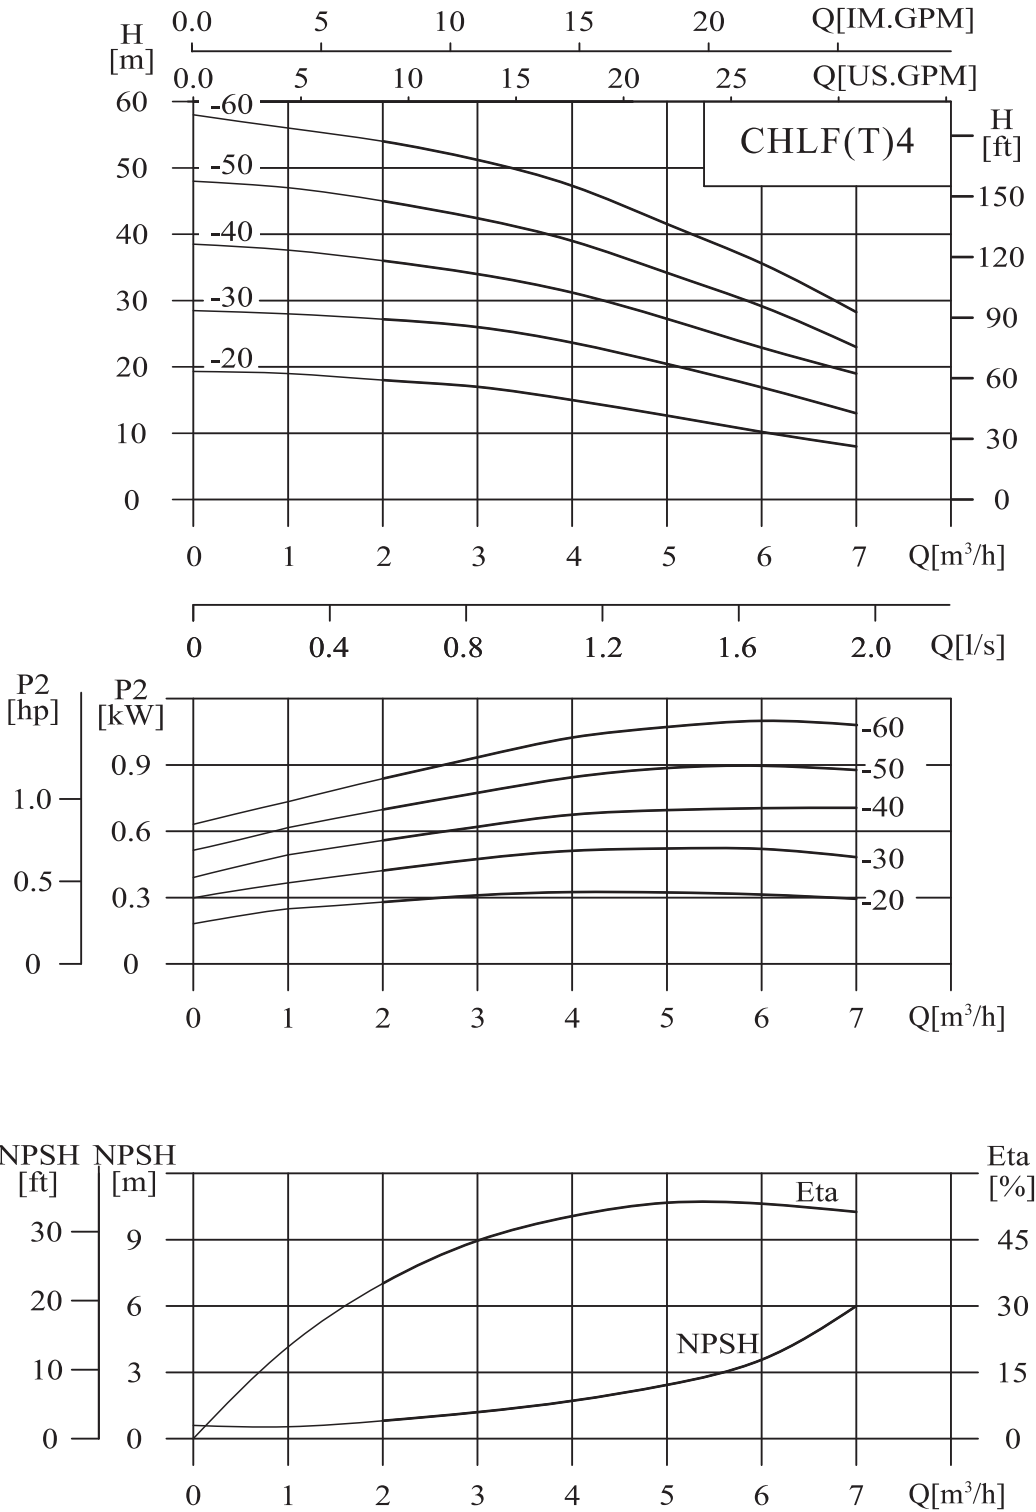 0.0 5 10 15 20 Q[IM.GPM]
H
[m]
0.0 5 10 15 20 25 Q[US.GPM]
60 -60
CHLF(T)4
H
[ft]
50 -50
150
40 -40
120
30 -30
90
20 -20
60
10
30
0 0
0 1 2 3 4 5 6 7 Q[m³/h]
0 0.4 0.8 1.2 1.6 2.0 Q[l/s]
P2
[hp]
P2
[kW]
-60
0.9 -50
1.0 -40
0.6
-30
0.5 0.3 -20
0 0
0 1 2 3 4 5 6 7 Q[m³/h]
NPSH
[ft]
NPSH
[m]
Eta
[%]
Eta
30 9 45
20 6 30
NPSH
10 3 15
0 0 0
0 1 2 3 4 5 6 7 Q[m³/h]